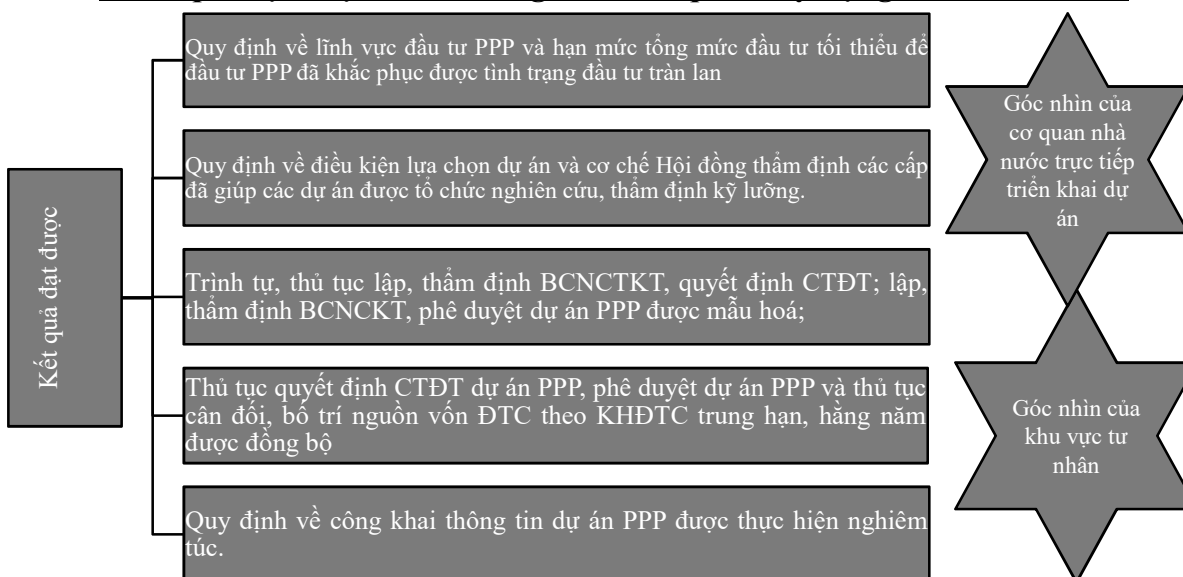 Kết quả đạt được
Quy định về lĩnh vực đầu tư PPP và hạn mức tổng mức đầu tư tối thiểu để
đầu tư PPP đã khắc phục được tình trạng đầu tư tràn lan
Quy định về điều kiện lựa chọn dự án và cơ chế Hội đồng thẩm định các cấp
đã giúp các dự án được tổ chức nghiên cứu, thẩm định kỹ lưỡng.
Trình tự, thủ tục lập, thẩm định BCNCTKT, quyết định CTĐT; lập,
thẩm định BCNCKT, phê duyệt dự án PPP được mẫu hoá;
Thủ tục quyết định CTĐT dự án PPP, phê duyệt dự án PPP và thủ tục
cân đối, bố trí nguồn vốn ĐTC theo KHĐTC trung hạn, hằng năm
được đồng bộ
Quy định về công khai thông tin dự án PPP được thực hiện nghiêm
túc.
Góc nhìn của
cơ quan nhà
nước trực tiếp
triển khai dự
án
Góc nhìn của
khu vực tư
nhân